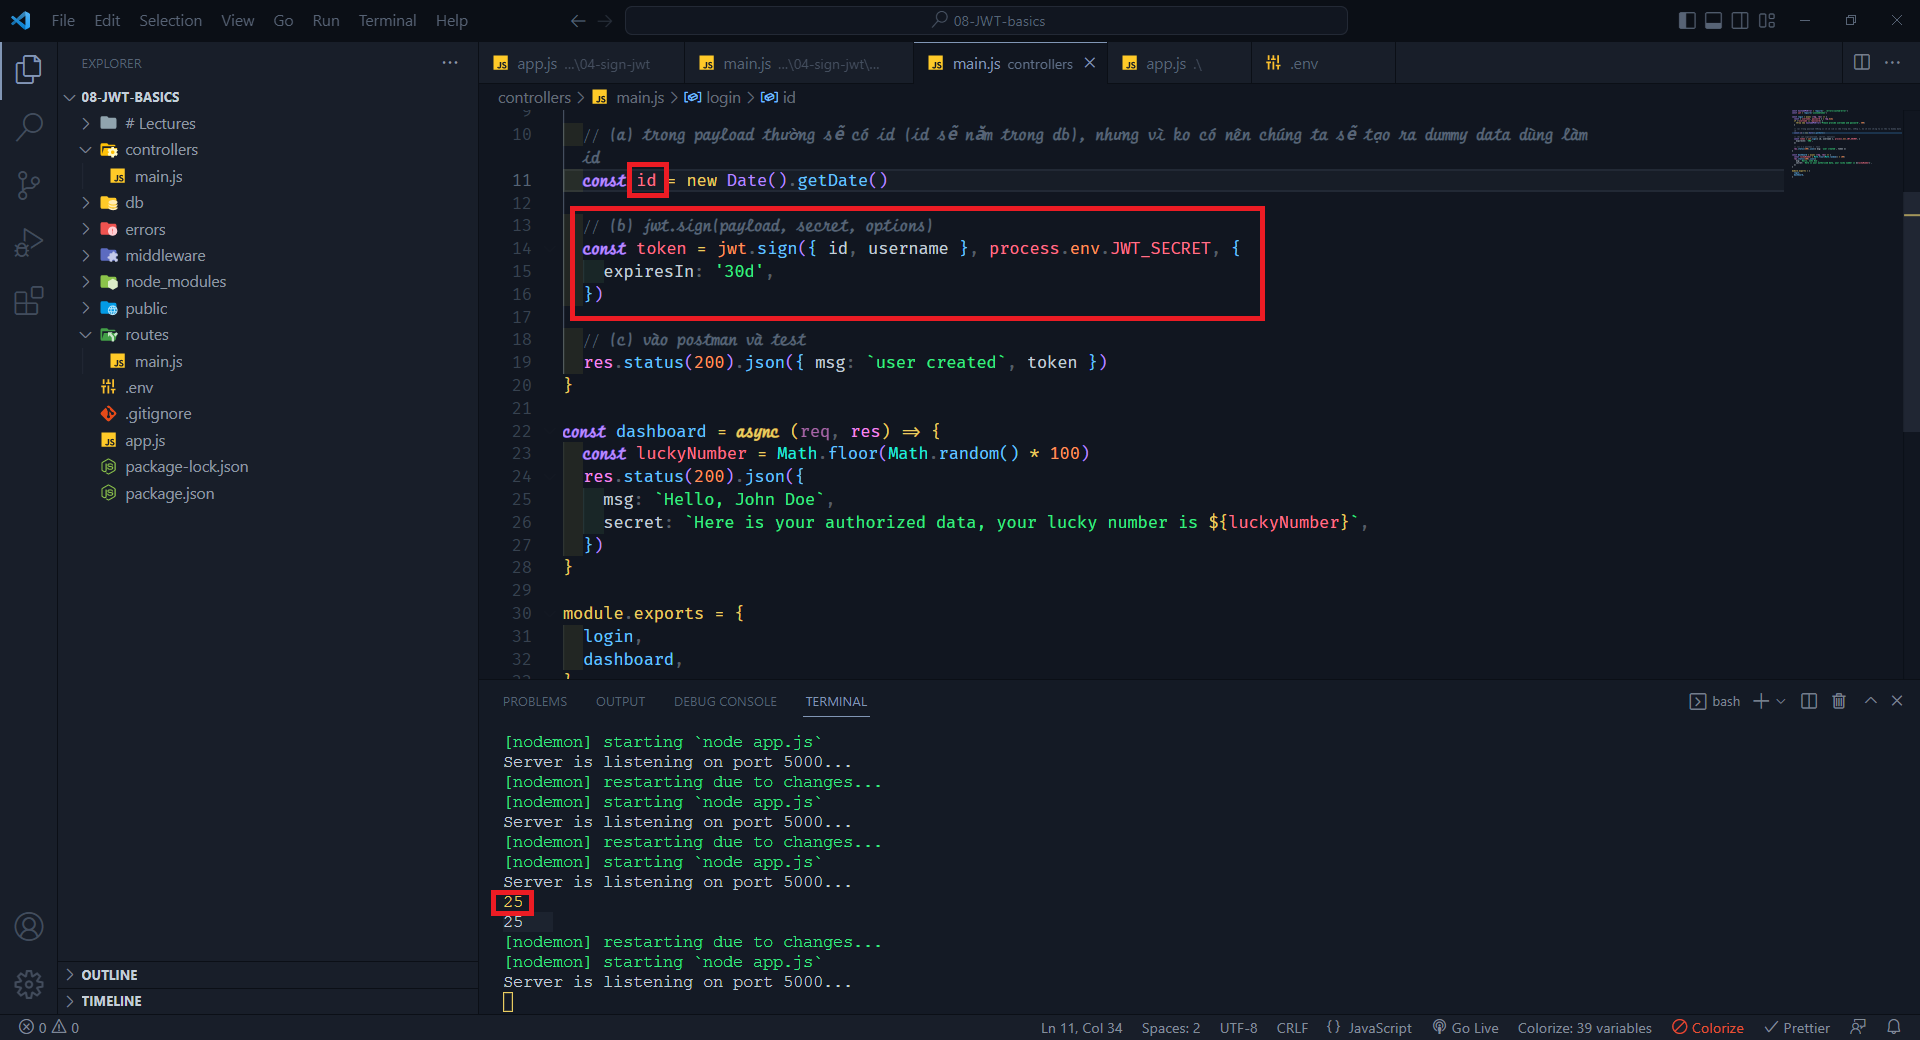 File Edit Selection View Go Run Terminal Help
08-JWT-basics
EXPLORER
08-JWT-BASICS
# Lectures
controllers
main.js
db
errors
middleware
node_modules
public
routes
main.js
.env
.gitignore
app.js
package-lock.json
package.json
OUTLINE
TIMELINE
app.js ...\04-sign-jwt
main.js ...\04-sign-jwt\...
main.js controllers
app.js .\
.env
controllers > main.js > login > id
9
10 // (a) trong payload thường sẽ có id (id sẽ nằm trong db), nhưng vì ko có nên chúng ta sẽ tạo ra dummy data dùng làm
id
11 const id = new Date().getDate()
12
13 // (b) jwt.sign(payload, secret, options)
14 const token = jwt.sign({ id, username }, process.env.JWT_SECRET, {
15 expiresIn: '30d',
16 })
17
18 // (c) vào postman và test
19 res.status(200).json({ msg: `user created`, token })
20 }
21
22 const dashboard = async (req, res) => {
23 const luckyNumber = Math.floor(Math.random() * 100)
24 res.status(200).json({
25 msg: `Hello, John Doe`,
26 secret: `Here is your authorized data, your lucky number is ${luckyNumber}`,
27 })
28 }
29
30 module.exports = {
31 login,
32 dashboard,
33 }
PROBLEMS OUTPUT DEBUG CONSOLE TERMINAL
bash
[nodemon] starting `node app.js`
Server is listening on port 5000...
[nodemon] restarting due to changes...
[nodemon] starting `node app.js`
Server is listening on port 5000...
[nodemon] restarting due to changes...
[nodemon] starting `node app.js`
Server is listening on port 5000...
25
25
[nodemon] restarting due to changes...
[nodemon] starting `node app.js`
Server is listening on port 5000...
0 0
Ln 11, Col 34 Spaces: 2 UTF-8 CRLF {} JavaScript Go Live Colorize: 39 variables Colorize Prettier